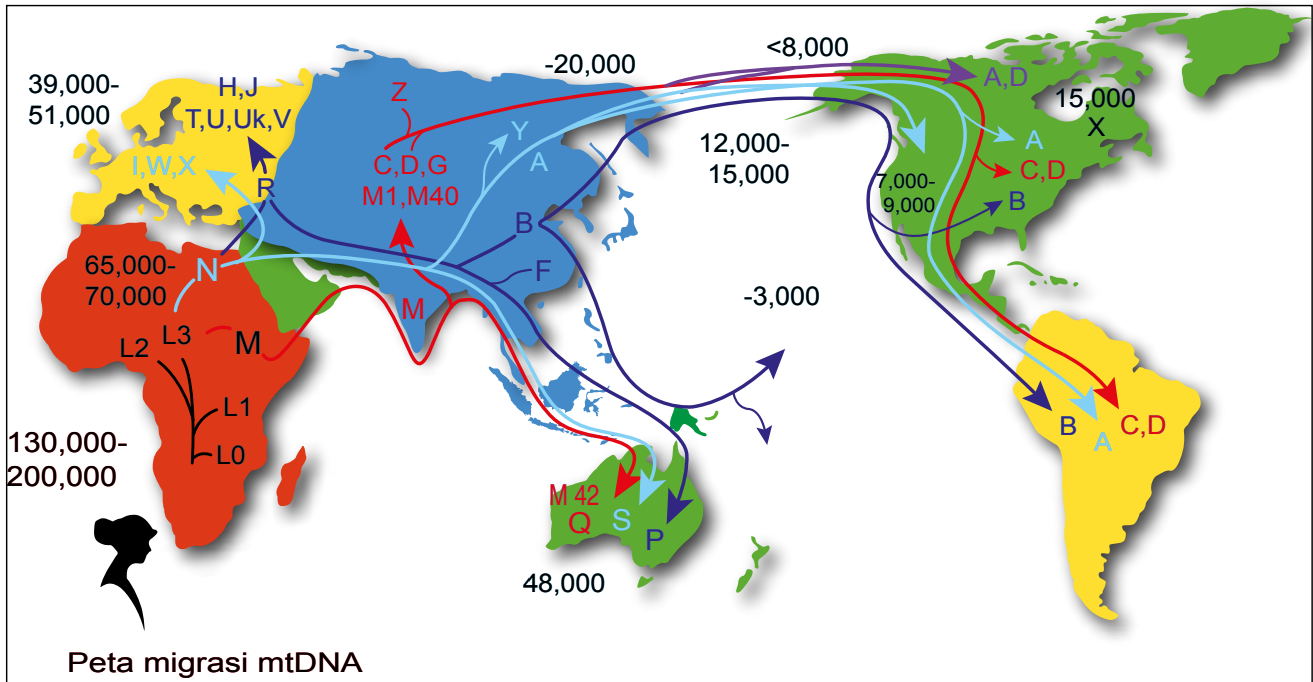 39,000-
51,000
H,J
T,U,Uk,V
I,W,X
R
65,000-
70,000
N
L3
M
L2
L1
L0
130,000-
200,000
Z
C,D,G
M1,M40
Y
A
B
F
M
-20,000
<8,000
12,000-
15,000
A,D
15,000
X
A
C,D
B
7,000-
9,000
-3,000
B
A
C,D
M 42
Q
S
P
48,000
Peta migrasi mtDNA